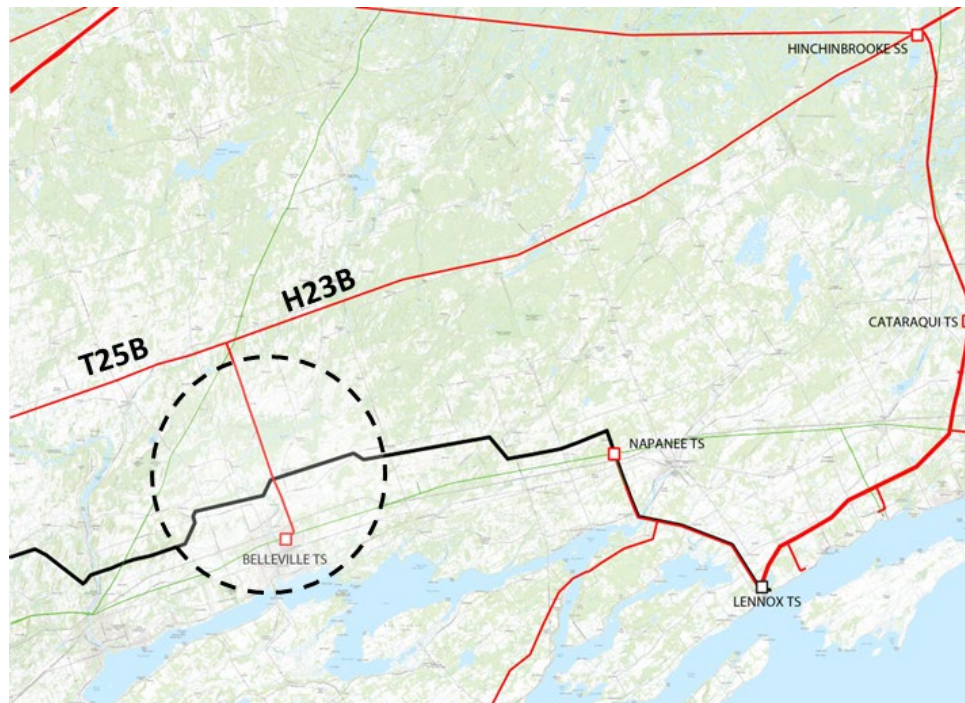 HINCHINBROOKE SS
H23B
CATARAQUI TS
T25B
NAPANEE TS
BELLEVILLE TS
LENNOX TS